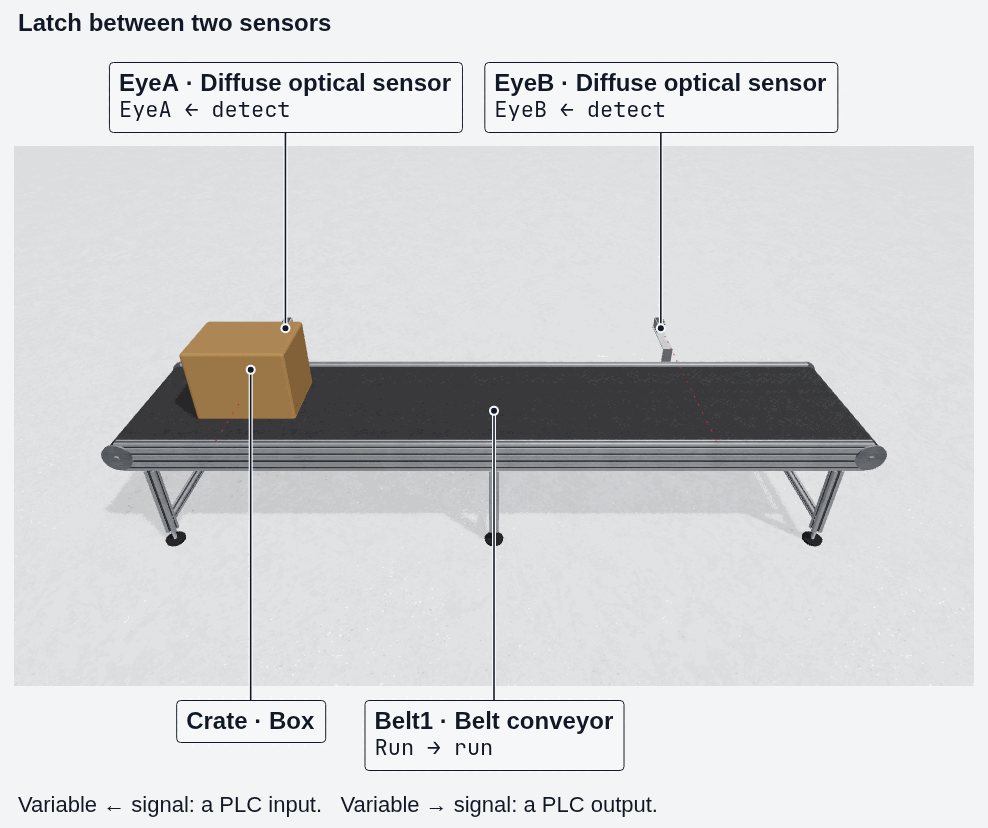 Latch between two sensors
EyeA · Diffuse optical sensor
EyeA ← detect
EyeB · Diffuse optical sensor
EyeB ← detect
Crate · Box
Belt1 · Belt conveyor
Run → run
Variable ← signal: a PLC input. Variable → signal: a PLC output.